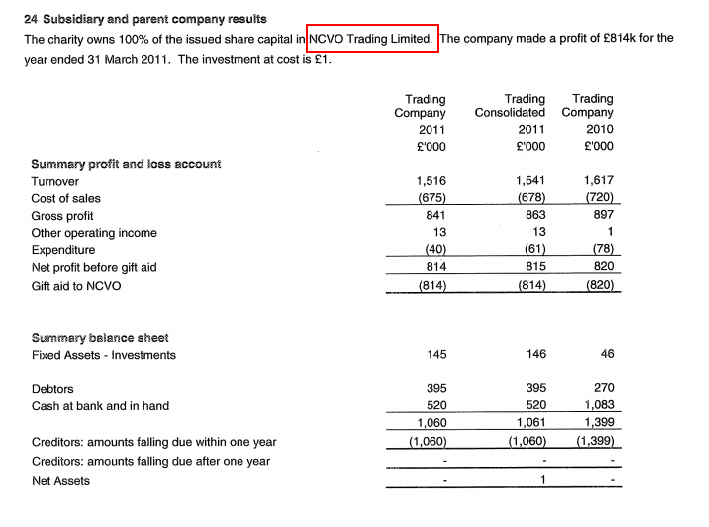 24 Subsidiary and parent company results
The charity owns 100% of the issued share capital in NCVO Trading Limited. The company made a profit of £814k for the
year ended 31 March 2011. The investment at cost is £1.
Trading Trading Trading
Company Consolidated Company
2011 2011 2010
£'000 £'000 £'000
Summary profit and loss account
Turnover 1,516 1,541 1,617
Cost of sales (675) (678) (720)
Gross profit 841 863 897
Other operating income 13 13 1
Expenditure (40) (61) (78)
Net profit before gift aid 814 815 820
Gift aid to NCVO (814) (814) (820)
Summary balance sheet
Fixed Assets - Investments 145 146 46
Debtors 395 395 270
Cash at bank and in hand 520 520 1,083
1,060 1,061 1,399
Creditors: amounts falling due within one year (1,060) (1,060) (1,399)
Creditors: amounts falling due after one year - - -
Net Assets - 1 -